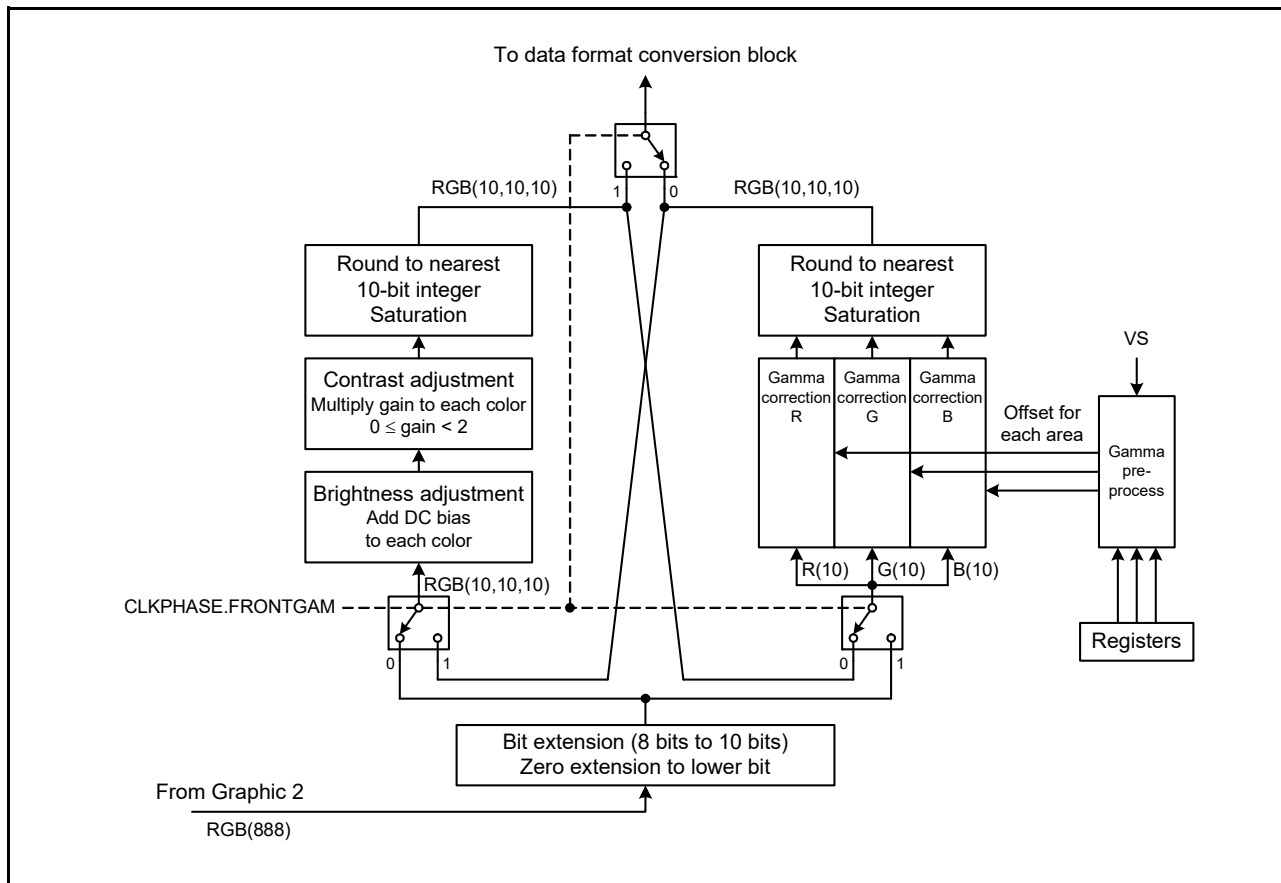 To data format conversion block
1
0
RGB(10,10,10)
RGB(10,10,10)
Round to nearest
10-bit integer
Saturation
Round to nearest
10-bit integer
Saturation
Contrast adjustment
Multiply gain to each color
0 ≤ gain < 2
Brightness adjustment
Add DC bias
to each color
RGB(10,10,10)
Gamma
correction
R
Gamma
correction
G
Gamma
correction
B
R(10)
G(10)
B(10)
Offset for
each area
VS
Gamma
pre-
process
Registers
CLKPHASE.FRONTGAM
0
1
0
1
Bit extension (8 bits to 10 bits)
Zero extension to lower bit
From Graphic 2
RGB(888)